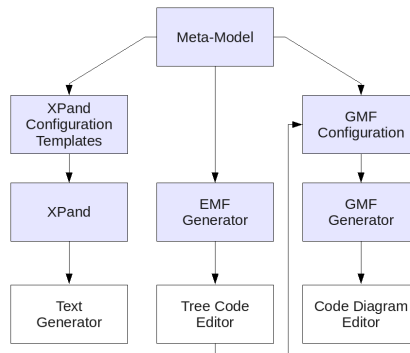 Meta-Model
XPand
Configuration
Templates
GMF
Configuration
XPand
EMF
Generator
GMF
Generator
Text
Generator
Tree Code
Editor
Code Diagram
Editor